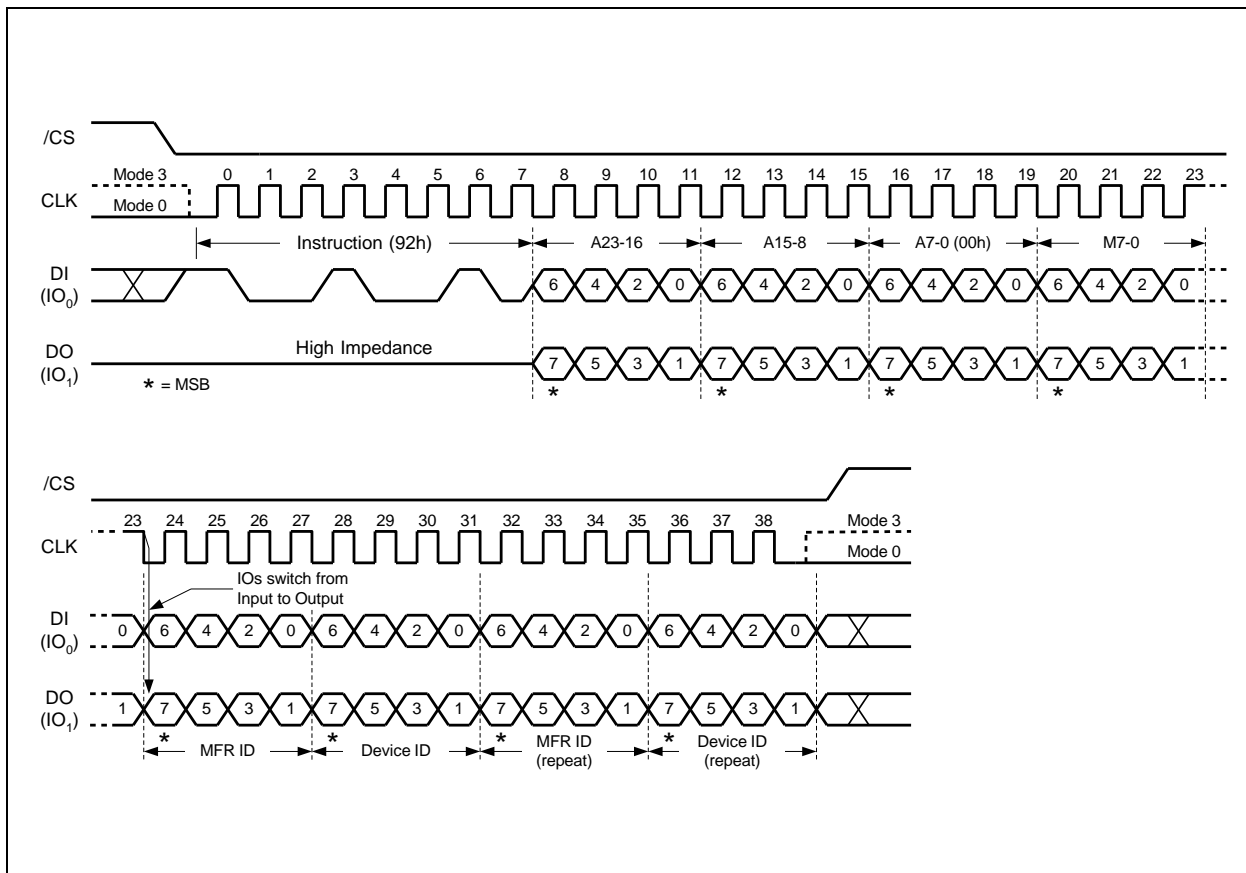 /CS
Mode 3
0 1 2 3 4 5 6 7 8 9 10 11 12 13 14 15 16 17 18 19 20 21 22 23
CLK
Mode 0
Instruction (92h) A23-16 A15-8 A7-0 (00h) M7-0
DI
(IO0)
6 4 2 0 6 4 2 0 6 4 2 0 6 4 2 0
High Impedance
DO
(IO1)
7 5 3 1 7 5 3 1 7 5 3 1 7 5 3 1
* = MSB
* * * *
/CS
23 24 25 26 27 28 29 30 31 32 33 34 35 36 37 38
Mode 3
CLK
Mode 0
IOs switch from
Input to Output
DI
(IO0)
0 6 4 2 0 6 4 2 0 6 4 2 0 6 4 2 0
DO
(IO1)
1 7 5 3 1 7 5 3 1 7 5 3 1 7 5 3 1
* * * *
MFR ID Device ID MFR ID
(repeat)
Device ID
(repeat)